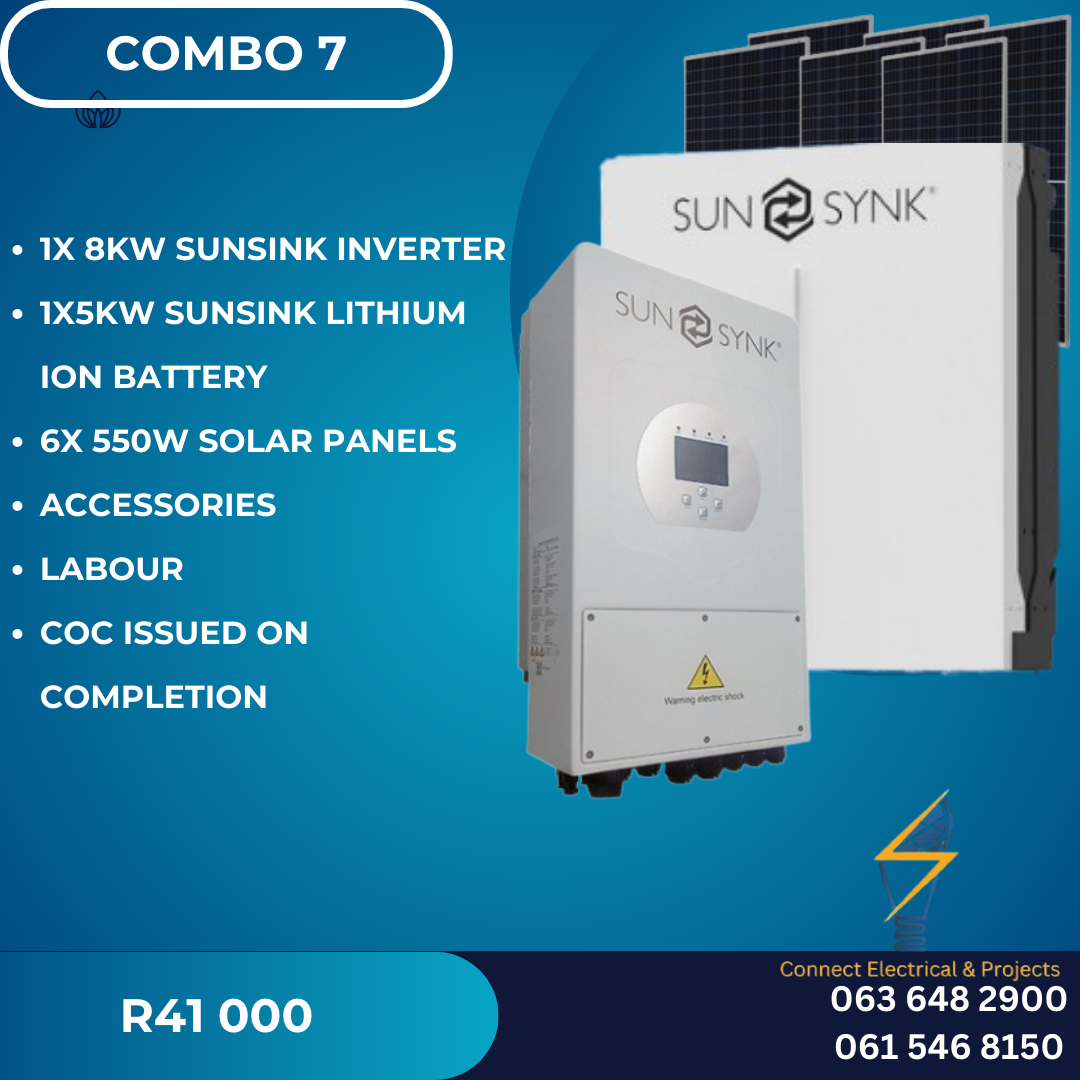 COMBO 7
• 1X 8KW SUNSINK INVERTER
• 1X5KW SUNSINK LITHIUM
ION BATTERY
• 6X 550W SOLAR PANELS
• ACCESSORIES
• LABOUR
• COC ISSUED ON
COMPLETION
SUN SYNK®
SUN SYNK®
Warning electric shock
R41 000
Connect Electrical & Projects
063 648 2900
061 546 8150